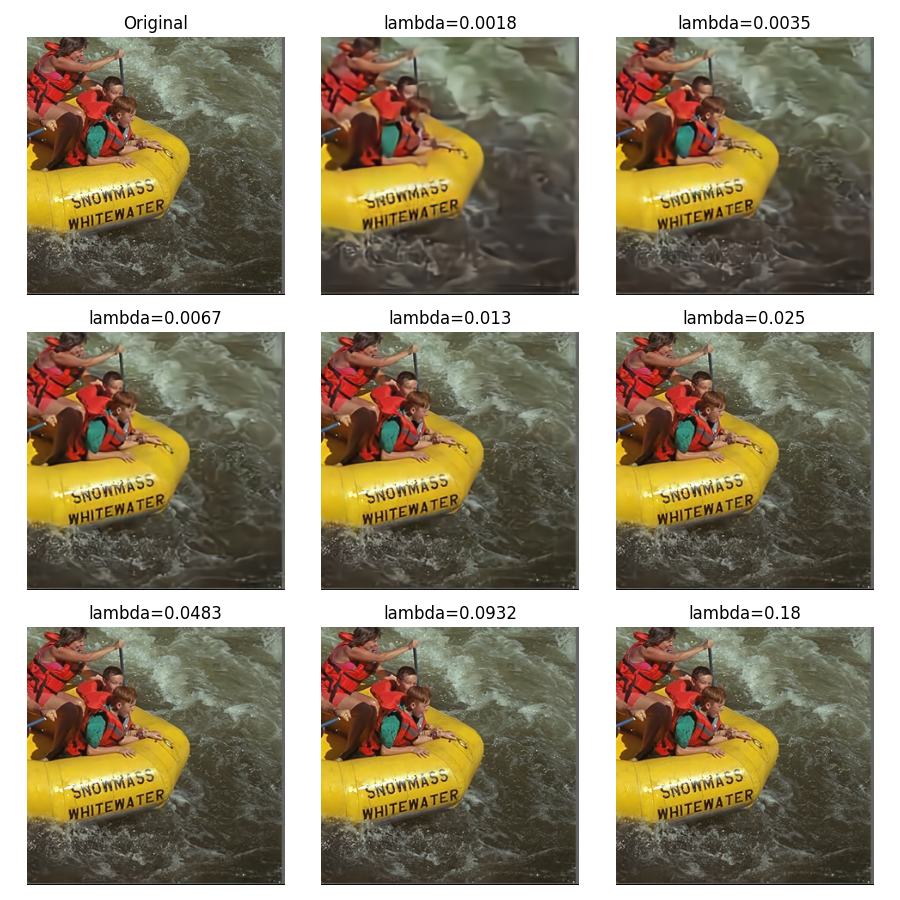 Original
lambda=0.0018
lambda=0.0035
SNOWMASS
WHITEWATER
SNOWMASS
WHITEWATER
SNOWMASS
WHITEWATER
lambda=0.0067
lambda=0.013
lambda=0.025
SNOWMASS
WHITEWATER
SNOWMASS
WHITEWATER
SNOWMASS
WHITEWATER
lambda=0.0483
lambda=0.0932
lambda=0.18
SNOWMASS
WHITEWATER
SNOWMASS
WHITEWATER
SNOWMASS
WHITEWATER